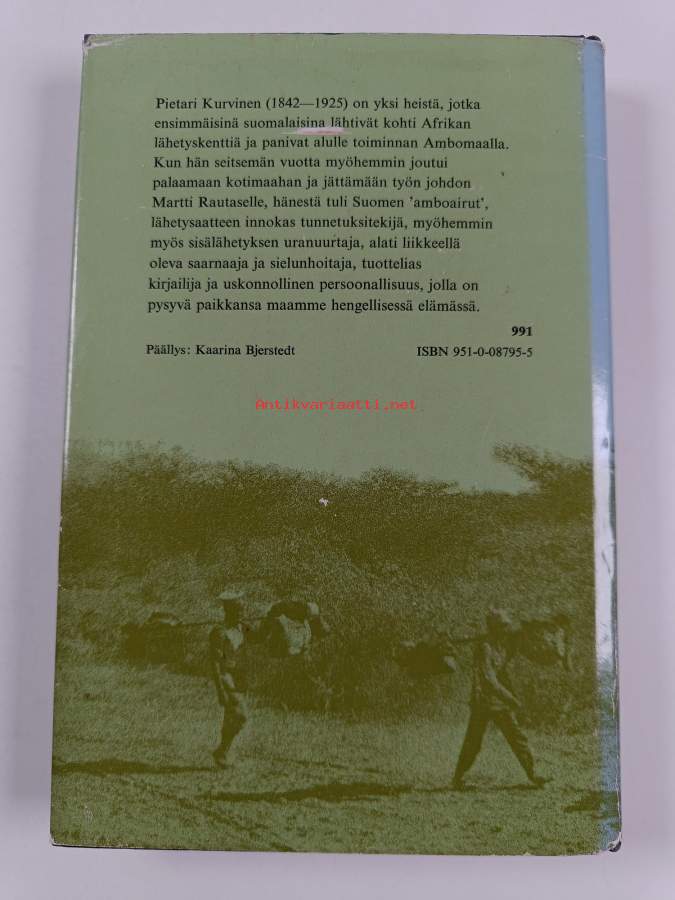 Pietari Kurvinen (1842—1925) on yksi heistä, jotka
ensimmäisinä suomalaisina lähtivät kohti Afrikan
lähetyskenttiä ja panivat alulle toiminnan Ambomaalla.
Kun hän seitsemän vuotta myöhemmin joutui
palaamaan kotimaahan ja jättämään työn johdon
Martti Rautaselle, hänestä tuli Suomen 'amboairut',
lähetysaatteen innokas tunnetuksitekijä, myöhemmin
myös sisälähetyksen uranuurtaja, alati liikkeellä
oleva saarnaaja ja sielunhoitaja, tuottelias
kirjailija ja uskonnollinen persoonallisuus, jolla on
pysyvä paikkansa maamme hengellisessä elämässä.
991
Päällys: Kaarina Bjerstedt ISBN 951-0-08795-5
Antikvariaatti.net